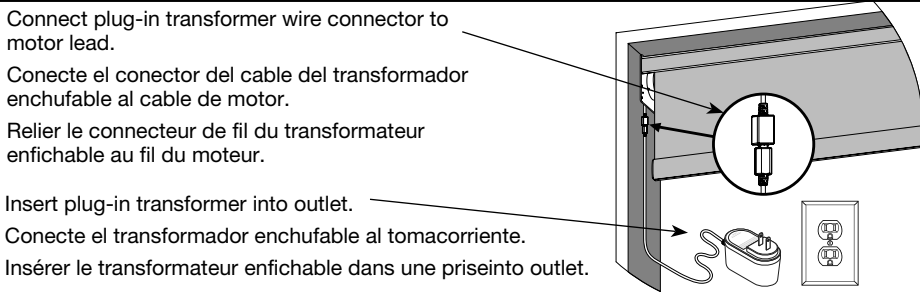 Connect plug-in transformer wire connector to
motor lead.
Conecte el conector del cable del transformador
enchufable al cable de motor.
Relier le connecteur de fil du transformateur
enfichable au fil du moteur.
Insert plug-in transformer into outlet.
Conecte el transformador enchufable al tomacorriente.
Insérer le transformateur enfichable dans une priseinto outlet.